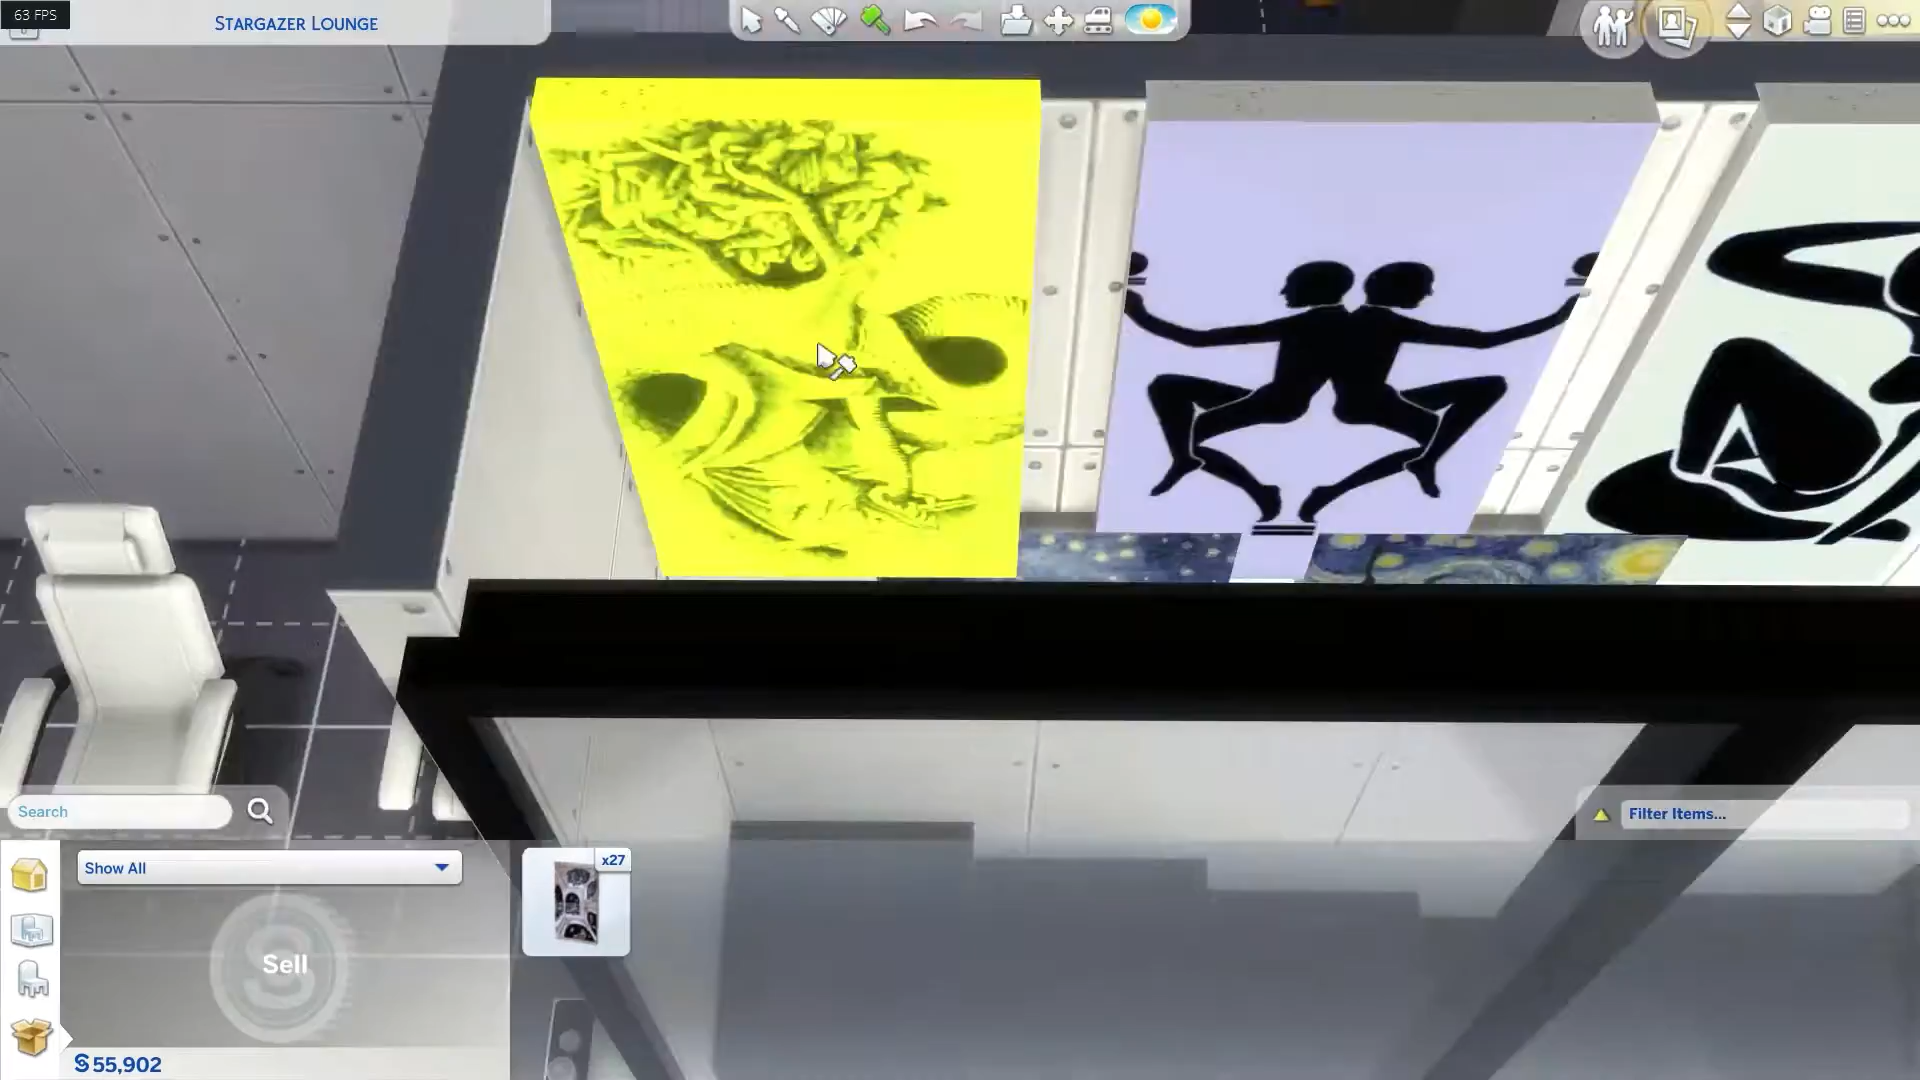 63 FPS
STARGAZER LOUNGE
Search
Filter Items...
Show All
x27
Sell
§55,902